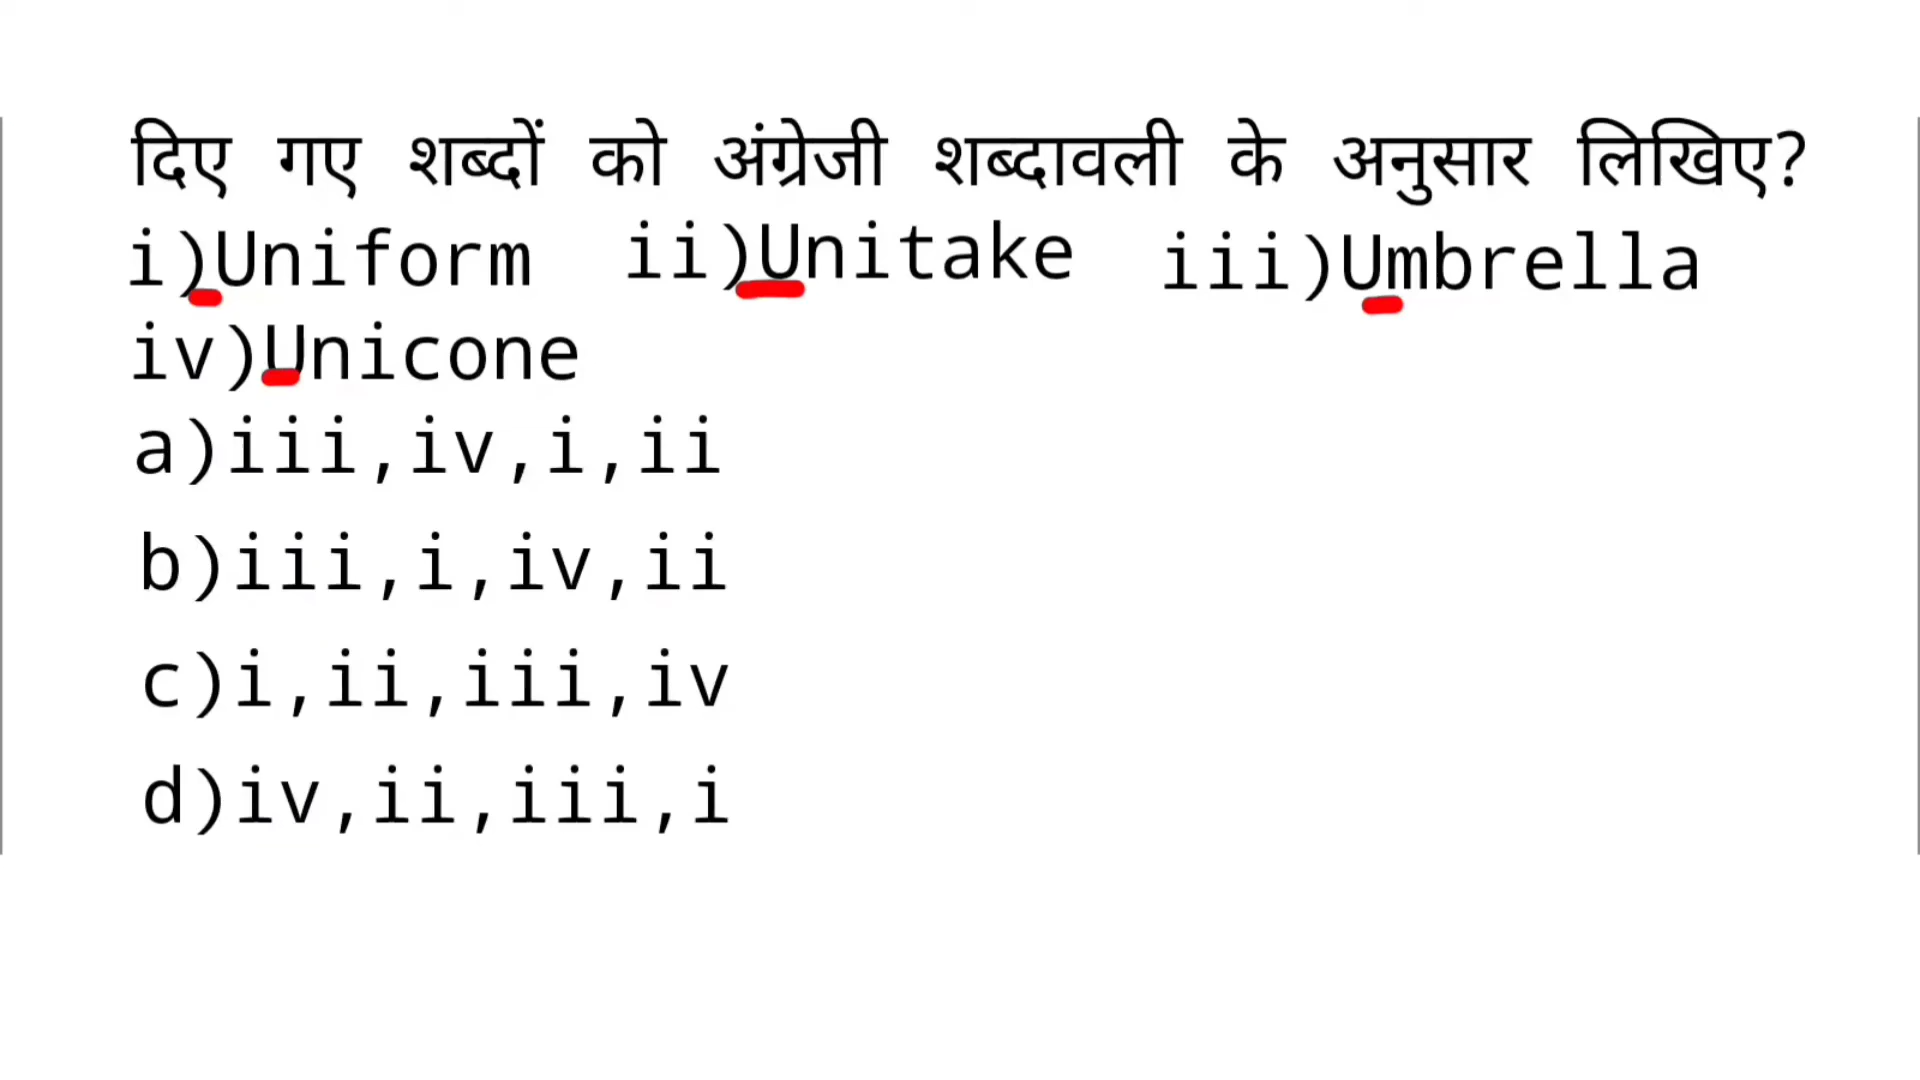 दिए गए शब्दों को अंग्रेजी शब्दावली के अनुसार लिखिए?
i)Uniform ii)Unitake iii)Umbrella
iv)Unicone
a)iii,iv,i,ii
b)iii,i,iv,ii
c)i,ii,iii,iv
d)iv,ii,iii,i